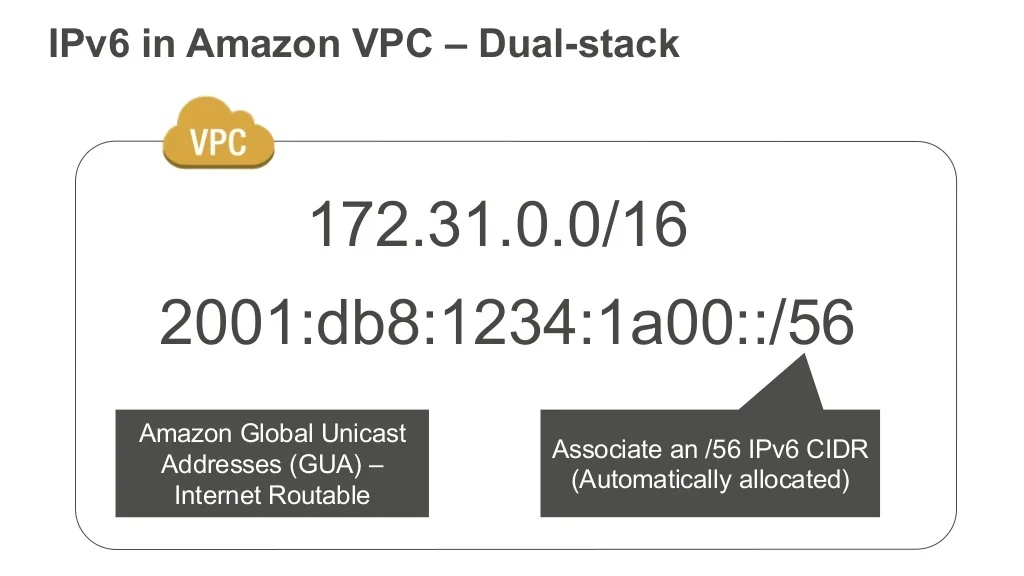 IPv6 in Amazon VPC – Dual-stack
VPC
172.31.0.0/16
2001:db8:1234:1a00::/56
Amazon Global Unicast
Addresses (GUA) –
Internet Routable
Associate an /56 IPv6 CIDR
(Automatically allocated)